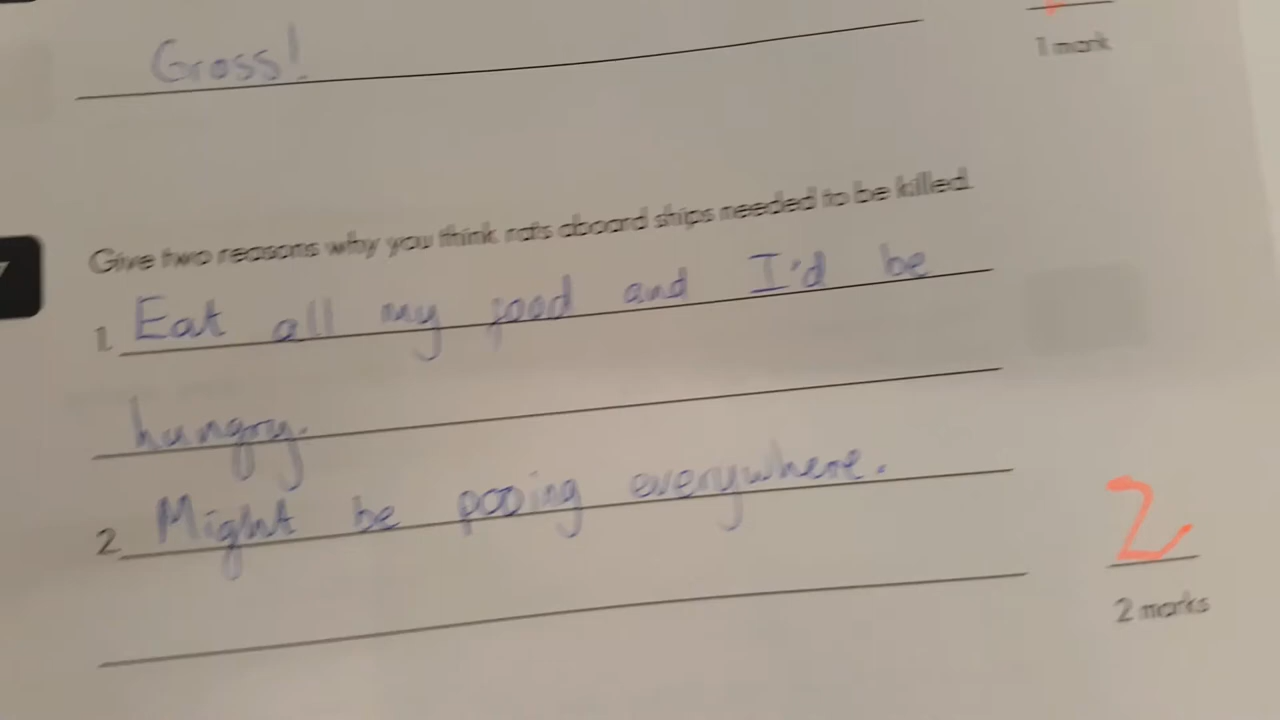 Gross!
1 mark
Give two reasons why you think rats aboard ships needed to be killed.
1. Eat all my food and I'd be
hungry.
2. Might be pooing everywhere.
2
2 marks